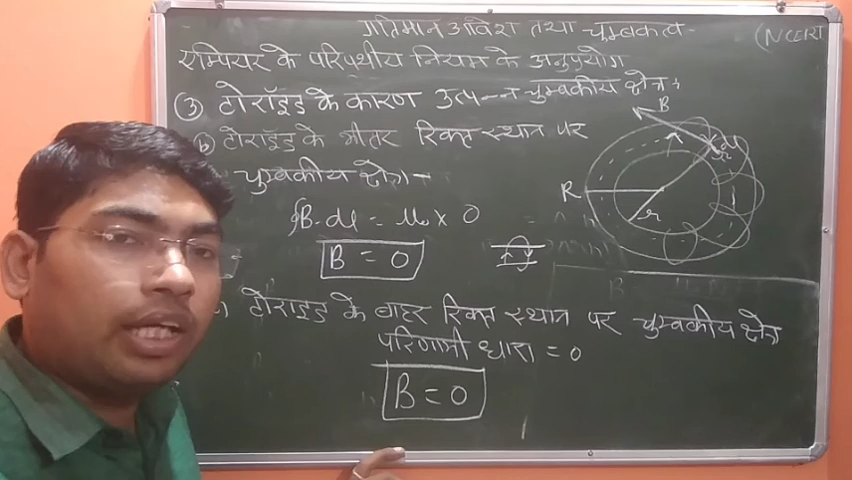 गतिमान आवेश तथा चुम्बकत्व
(NCERT
एम्पियर के परिपथीय नियम के अनुप्रयोग
③ टोरॉइड के कारण उत्पन्न चुम्बकीय क्षेत्र :
(b) टोरॉइड के भीतर रिक्त स्थान पर
चुम्बकीय क्षेत्र -
∮B·dl = μ₀ × 0
B = 0
B
dl
R
r
टोराइड के बाहर रिक्त स्थान पर चुम्बकीय क्षेत्र
परिणामी धारा = 0
B = 0